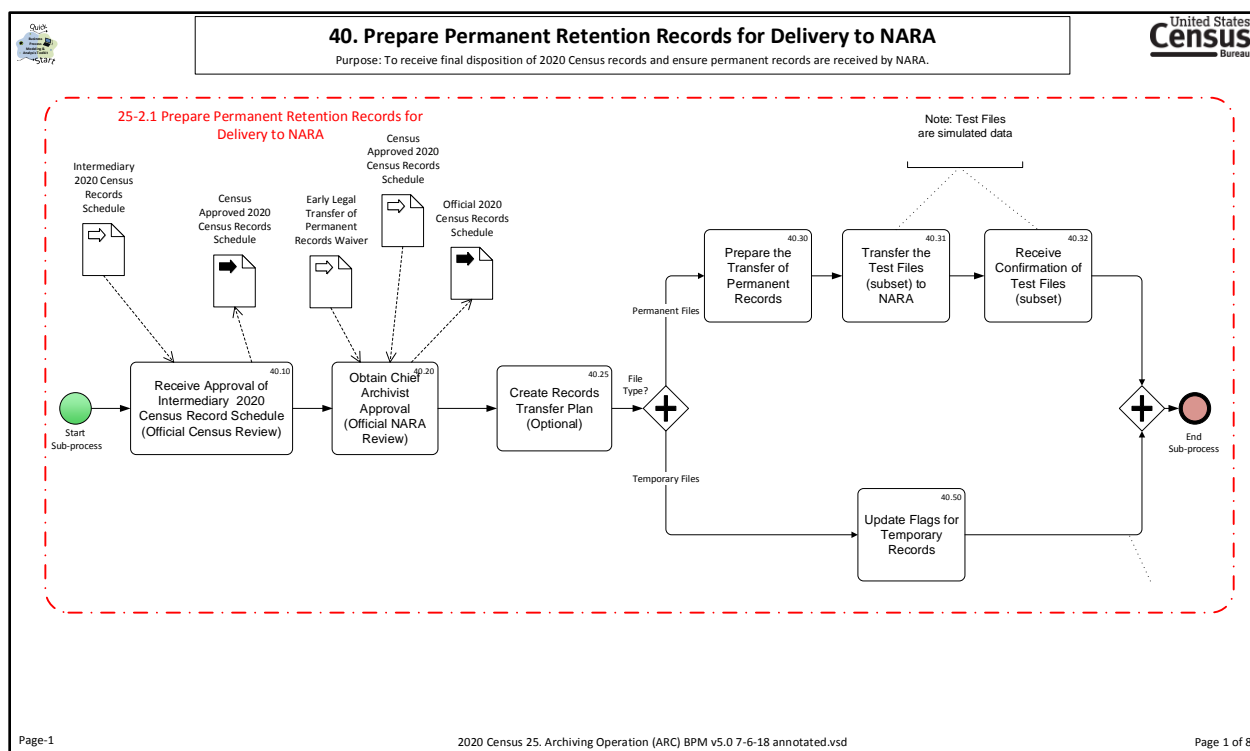 Quick
Business
Process
Modeling &
Analysis Toolkit
Start
40. Prepare Permanent Retention Records for Delivery to NARA
Purpose: To receive final disposition of 2020 Census records and ensure permanent records are received by NARA.
United States
Census
Bureau
25-2.1 Prepare Permanent Retention Records for
Delivery to NARA
Intermediary
2020 Census
Records
Schedule
Census
Approved 2020
Census Records
Schedule
Early Legal
Transfer of
Permanent
Records Waiver
Census
Approved 2020
Census Records
Schedule
Official 2020
Census Records
Schedule
Note: Test Files
are simulated data
Start
Sub-process
40.10
Receive Approval of
Intermediary 2020
Census Record Schedule
(Official Census Review)
40.20
Obtain Chief
Archivist
Approval
(Official NARA
Review)
40.25
Create Records
Transfer Plan
(Optional)
File
Type?
Permanent Files
40.30
Prepare the
Transfer of
Permanent
Records
40.31
Transfer the
Test Files
(subset) to
NARA
40.32
Receive
Confirmation of
Test Files
(subset)
Temporary Files
40.50
Update Flags for
Temporary
Records
End
Sub-process
Page-1
2020 Census 25. Archiving Operation (ARC) BPM v5.0 7-6-18 annotated.vsd
Page 1 of 8